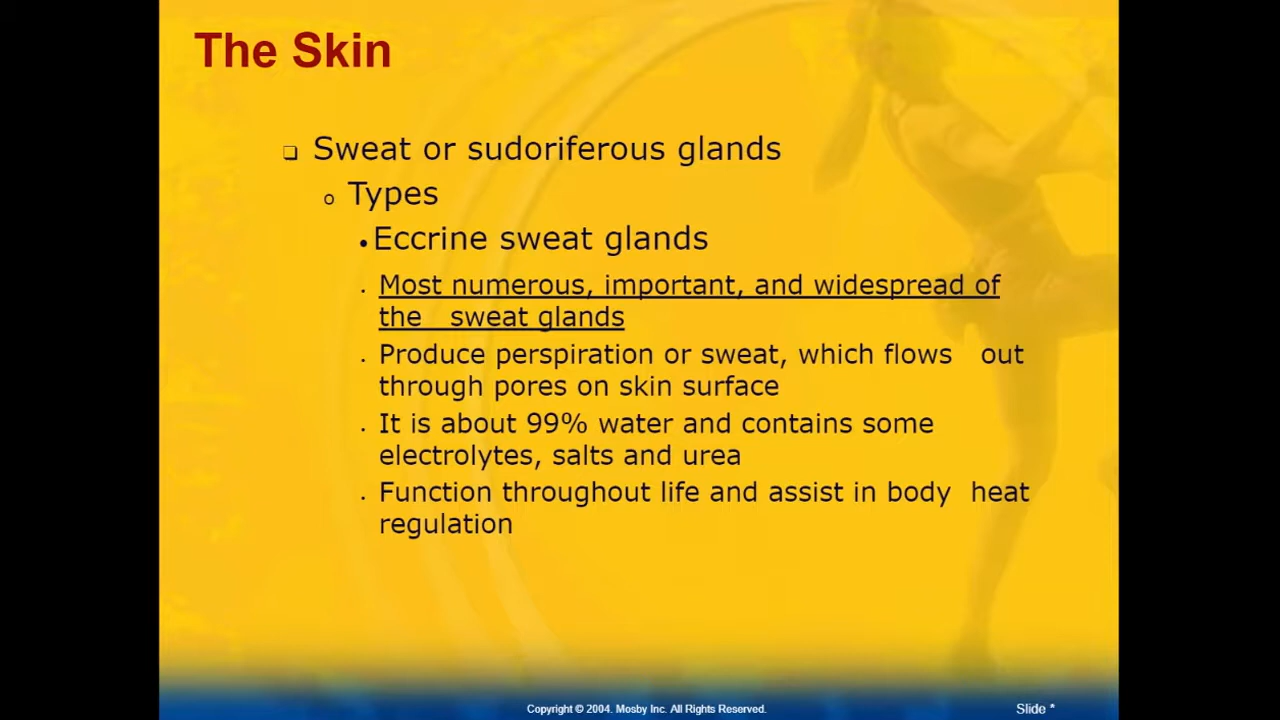 The Skin
❑ Sweat or sudoriferous glands
o Types
• Eccrine sweat glands
. Most numerous, important, and widespread of
the sweat glands
. Produce perspiration or sweat, which flows out
through pores on skin surface
. It is about 99% water and contains some
electrolytes, salts and urea
. Function throughout life and assist in body heat
regulation
Copyright © 2004. Mosby Inc. All Rights Reserved.
Slide *